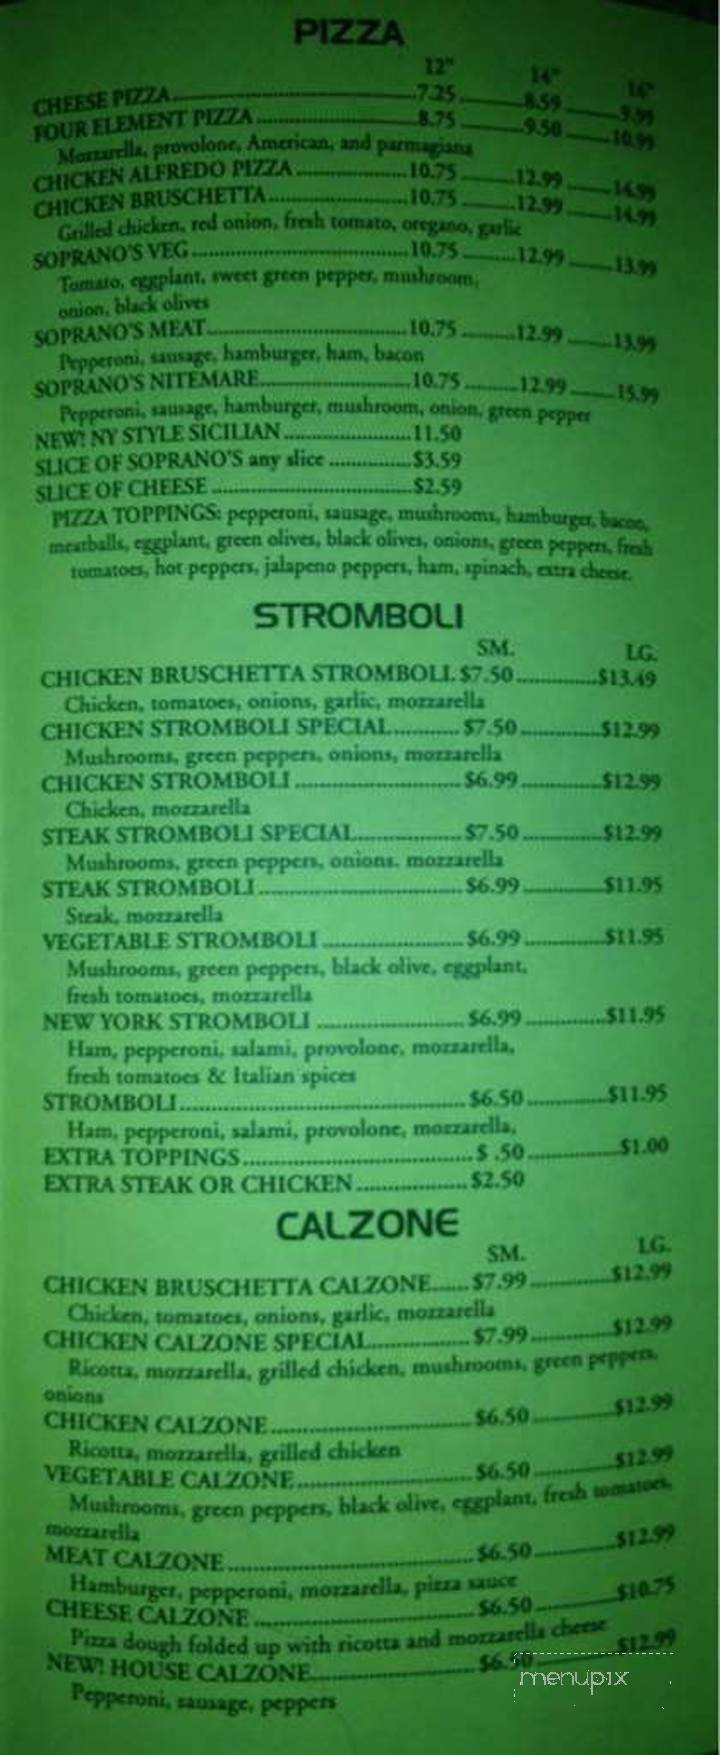 PIZZA
12" 14" 16"
CHEESE PIZZA 7.25 8.59 9.99
FOUR ELEMENT PIZZA 8.75 9.50 10.99
Mozzarella, provolone, American, and parmagiana
CHICKEN ALFREDO PIZZA 10.75 12.99 14.99
CHICKEN BRUSCHETTA 10.75 12.99 14.99
Grilled chicken, red onion, fresh tomato, oregano, garlic
SOPRANO'S VEG 10.75 12.99 13.99
Tomato, eggplant, sweet green pepper, mushroom,
onion, black olives
SOPRANO'S MEAT 10.75 12.99 13.99
Pepperoni, sausage, hamburger, ham, bacon
SOPRANO'S NITEMARE 10.75 12.99 15.99
Pepperoni, sausage, hamburger, mushroom, onion, green pepper
NEW! NY STYLE SICILIAN 11.50
SLICE OF SOPRANO'S any slice $3.59
SLICE OF CHEESE $2.59
PIZZA TOPPINGS: pepperoni, sausage, mushrooms, hamburger, bacon,
meatballs, eggplant, green olives, black olives, onions, green peppers, fresh
tomatoes, hot peppers, jalapeno peppers, ham, spinach, extra cheese.
STROMBOLI
SM. LG.
CHICKEN BRUSCHETTA STROMBOLI $7.50 $13.49
Chicken, tomatoes, onions, garlic, mozzarella
CHICKEN STROMBOLI SPECIAL $7.50 $12.99
Mushrooms, green peppers, onions, mozzarella
CHICKEN STROMBOLI $6.99 $12.99
Chicken, mozzarella
STEAK STROMBOLI SPECIAL $7.50 $12.99
Mushrooms, green peppers, onions. mozzarella
STEAK STROMBOLI $6.99 $11.95
Steak, mozzarella
VEGETABLE STROMBOLI $6.99 $11.95
Mushrooms, green peppers, black olive, eggplant,
fresh tomatoes, mozzarella
NEW YORK STROMBOLI $6.99 $11.95
Ham, pepperoni, salami, provolone, mozzarella,
fresh tomatoes & Italian spices
STROMBOLI $6.50 $11.95
Ham, pepperoni, salami, provolone, mozzarella,
EXTRA TOPPINGS $ .50 $1.00
EXTRA STEAK OR CHICKEN $2.50
CALZONE
SM. LG.
CHICKEN BRUSCHETTA CALZONE $7.99 $12.99
Chicken, tomatoes, onions, garlic, mozzarella
CHICKEN CALZONE SPECIAL $7.99 $12.99
Ricotta, mozzarella, grilled chicken, mushrooms, green peppers,
onions
CHICKEN CALZONE $6.50 $12.99
Ricotta, mozzarella, grilled chicken
VEGETABLE CALZONE $6.50 $12.99
Mushrooms, green peppers, black olive, eggplant, fresh tomatoes,
mozzarella
MEAT CALZONE $6.50 $12.99
Hamburger, pepperoni, mozzarella, pizza sauce
CHEESE CALZONE $6.50 $10.75
Pizza dough folded up with ricotta and mozzarella cheese
NEW! HOUSE CALZONE $6.50 $12.99
Pepperoni, sausage, peppers
menupix